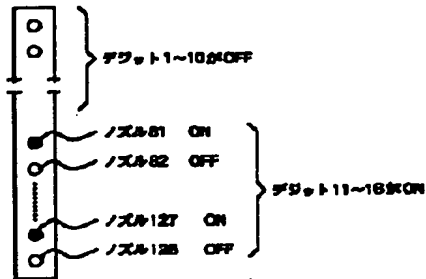 デジット1~10がOFF
ノズル81 ON
ノズル82 OFF
デジット11~16がON
ノズル127 ON
ノズル128 OFF